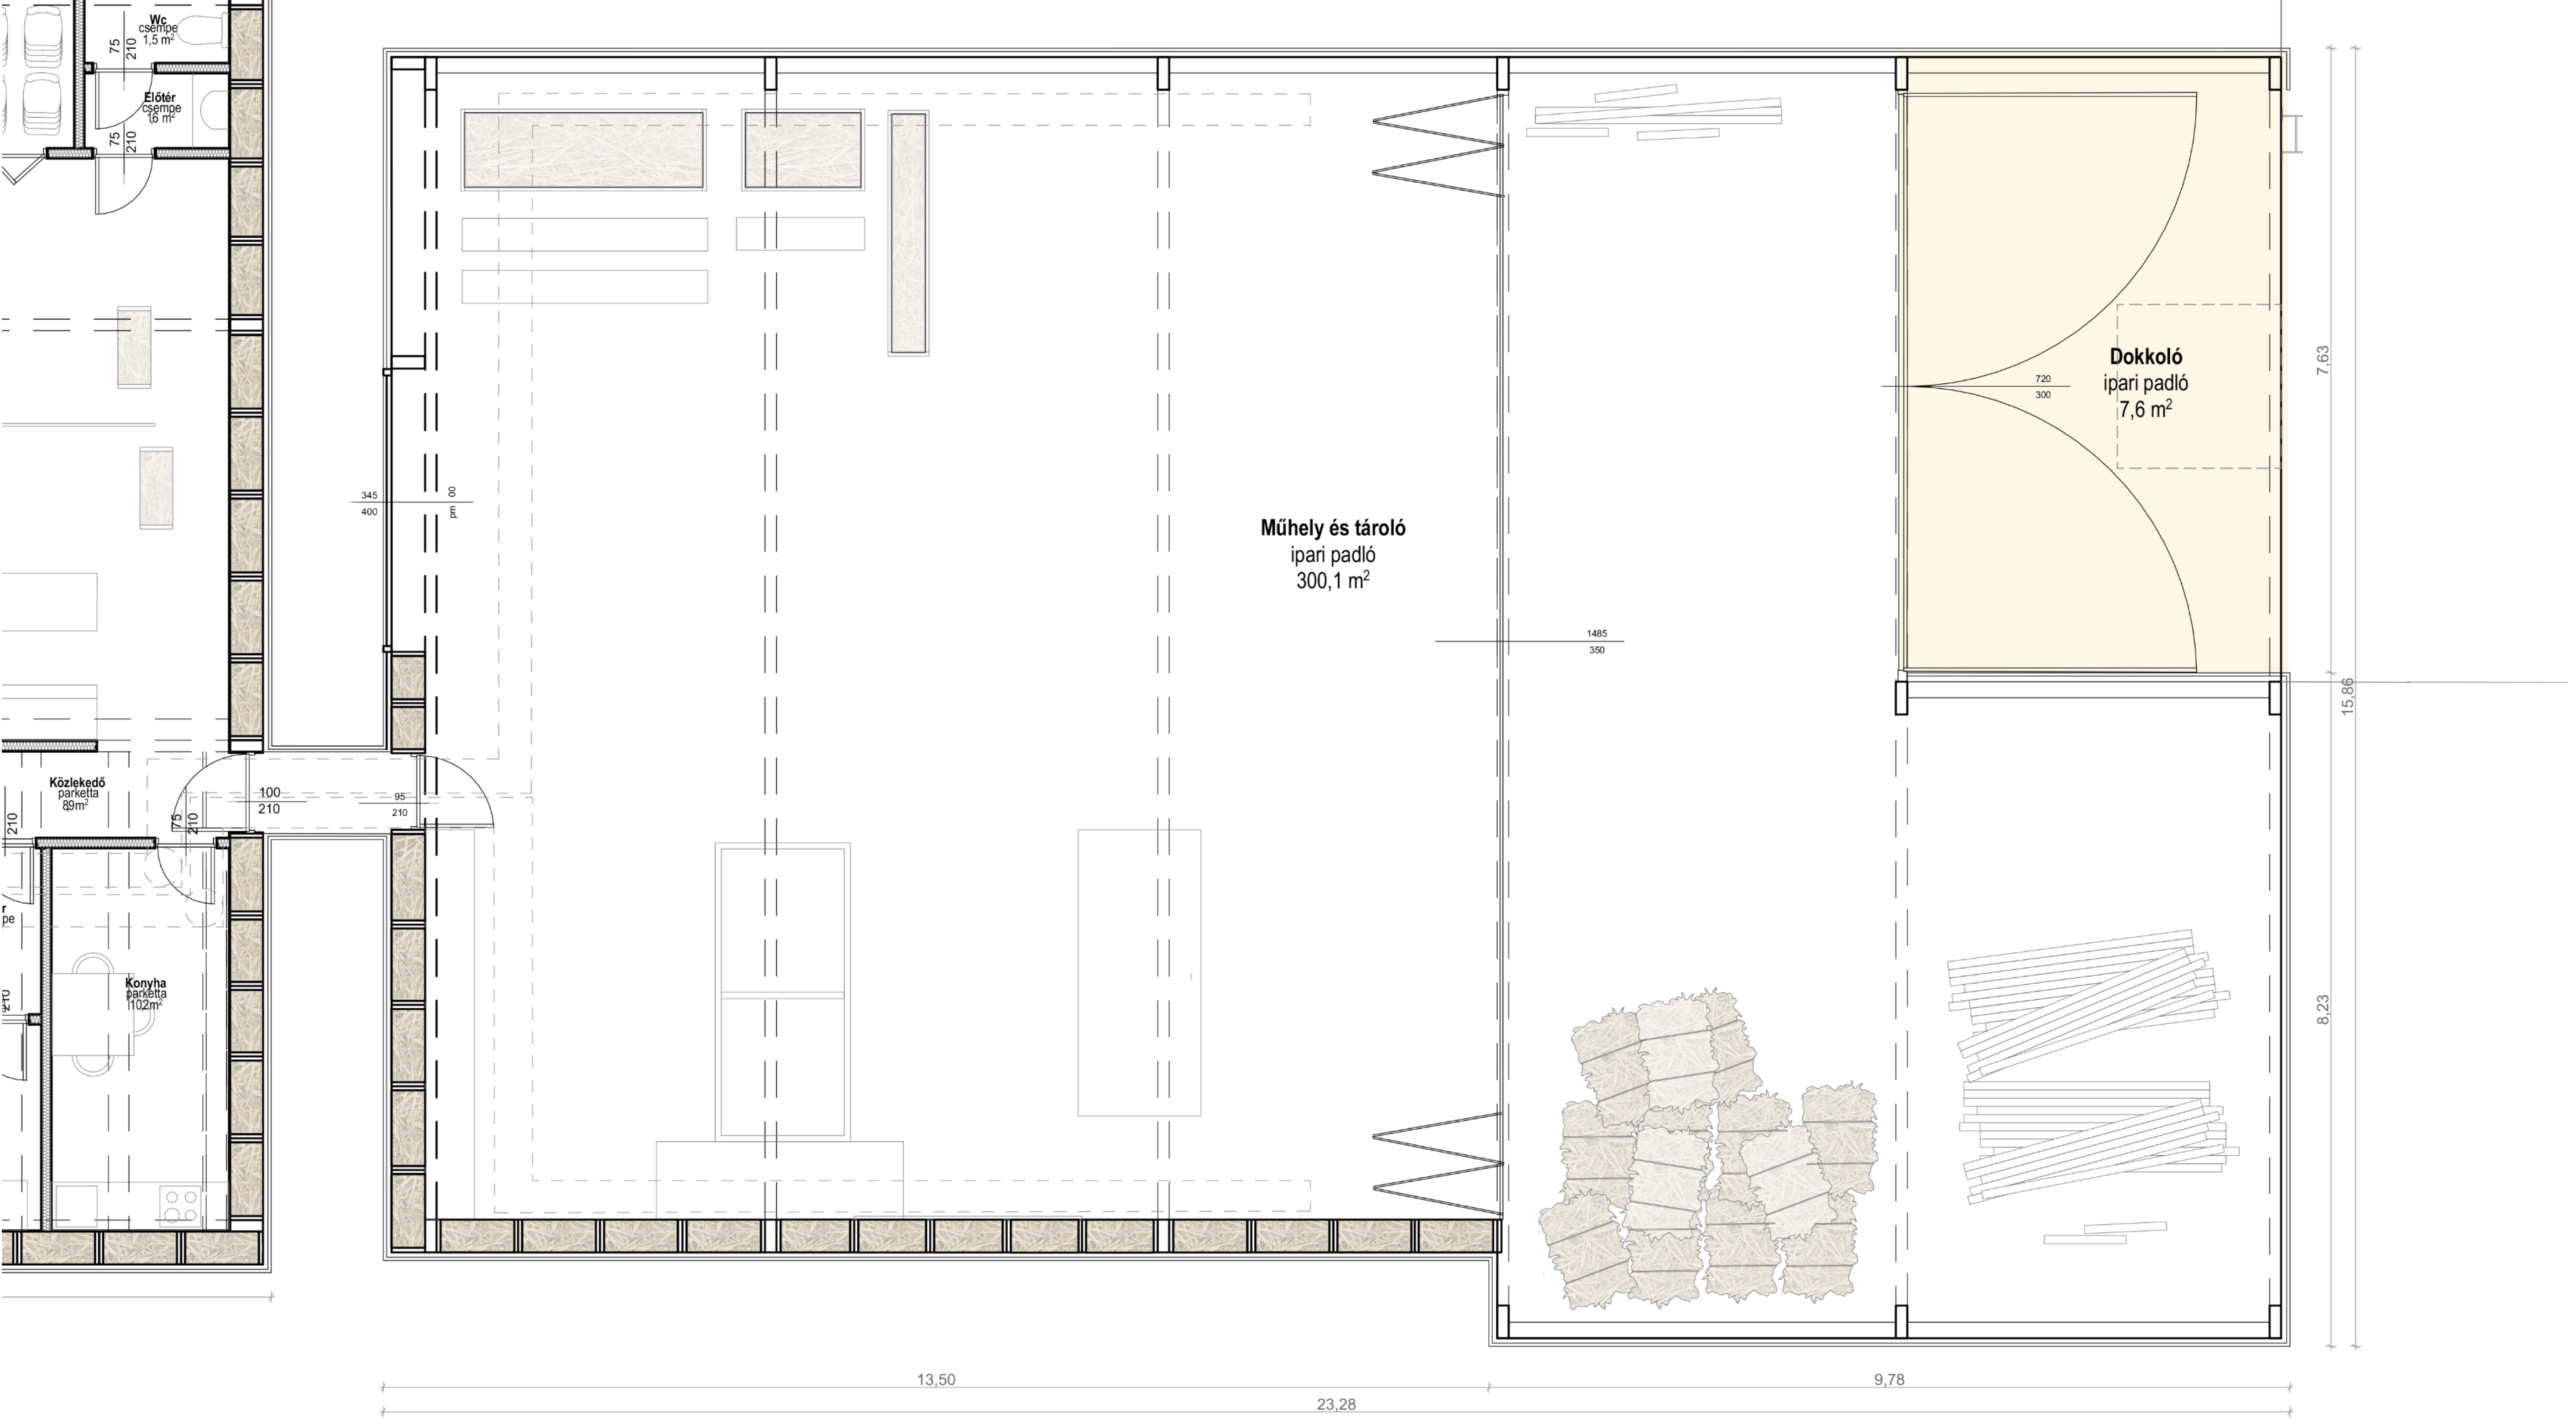 Wc
csempe
1,5 m²
75
210
Előtér
csempe
16 m²
75
210
345
400
pm 00
Műhely és tároló
ipari padló
300,1 m²
1485
350
Dokkoló
ipari padló
7,6 m²
720
300
7,63
15,86
8,23
Közlekedő
parketta
89m²
210
75
210
100
210
95
210
r
pe
210
Konyha
parketta
102m²
13,50
9,78
23,28